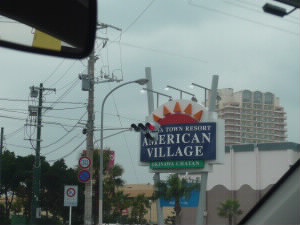 TOWN RESORT
AMERICAN
VILLAGE
OKINAWA CHATAN